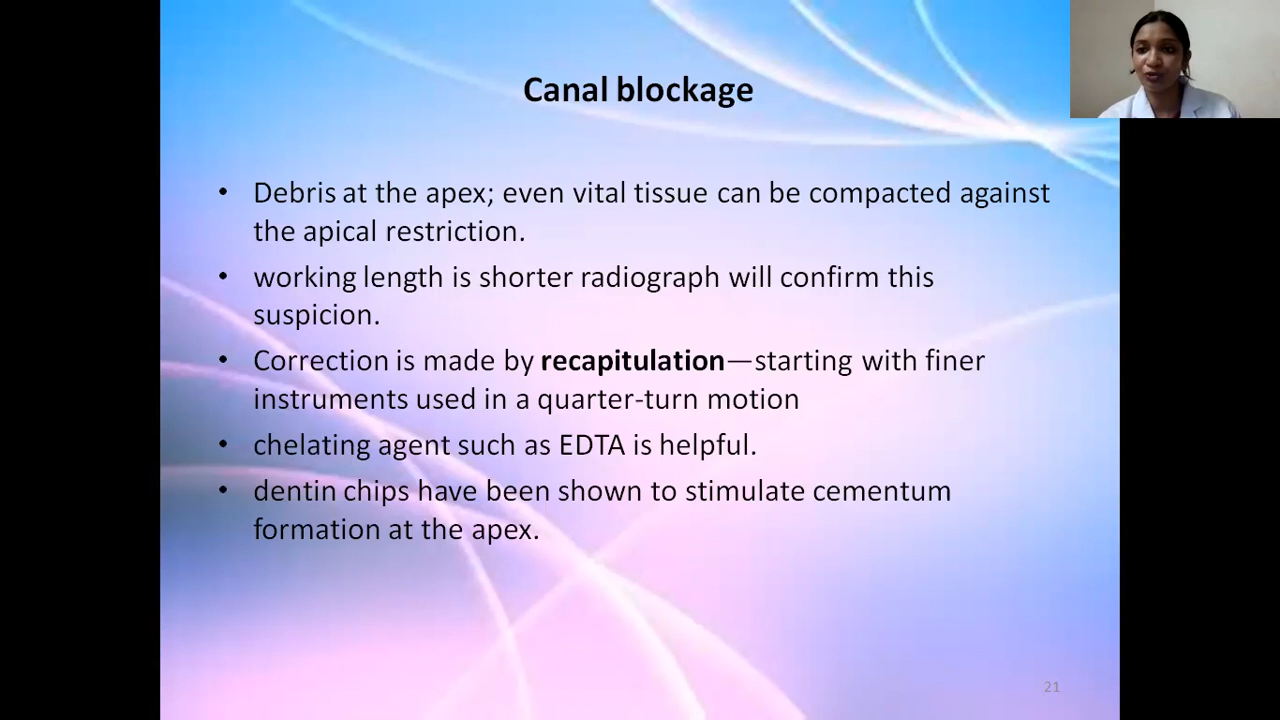 Canal blockage
• Debris at the apex; even vital tissue can be compacted against
the apical restriction.
• working length is shorter radiograph will confirm this
suspicion.
• Correction is made by recapitulation—starting with finer
instruments used in a quarter-turn motion
• chelating agent such as EDTA is helpful.
• dentin chips have been shown to stimulate cementum
formation at the apex.
21